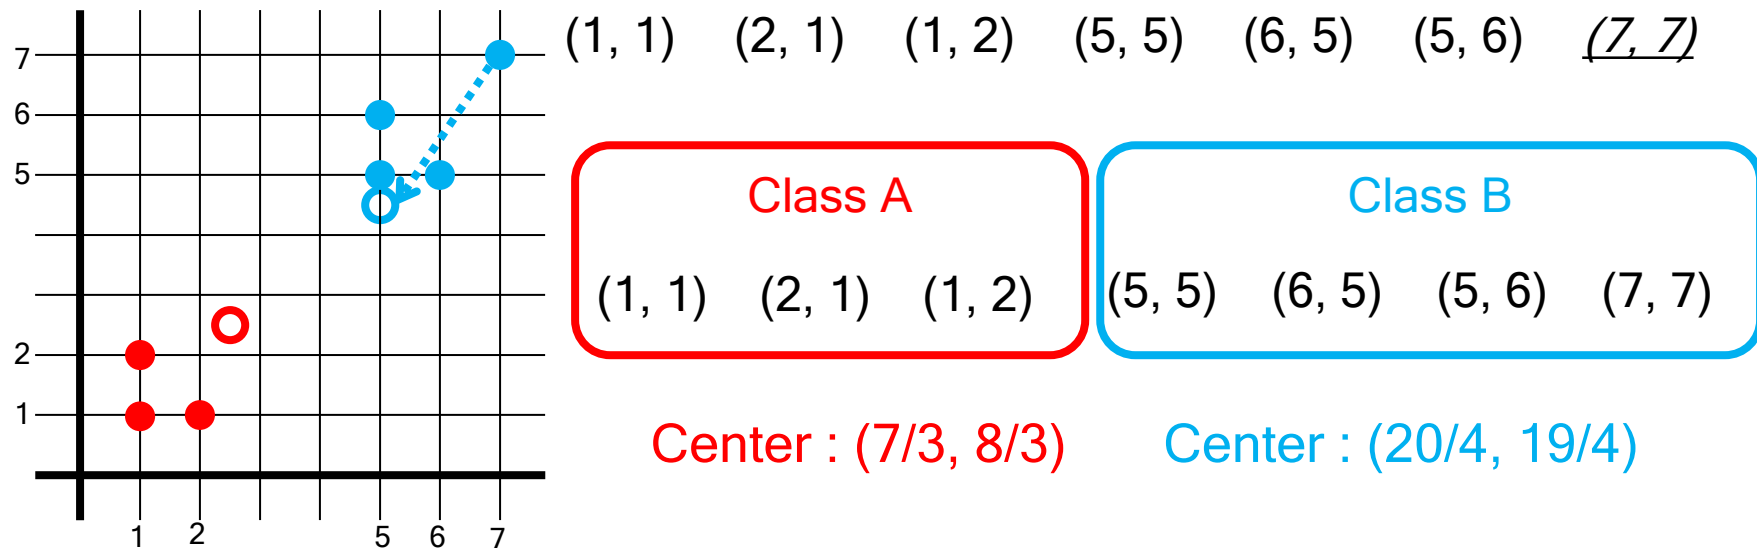 (1, 1) (2, 1) (1, 2) (5, 5) (6, 5) (5, 6) (7, 7)
7
6
5
2
1
1 2 5 6 7
Class A
(1, 1) (2, 1) (1, 2)
Center : (7/3, 8/3)
Class B
(5, 5) (6, 5) (5, 6) (7, 7)
Center : (20/4, 19/4)